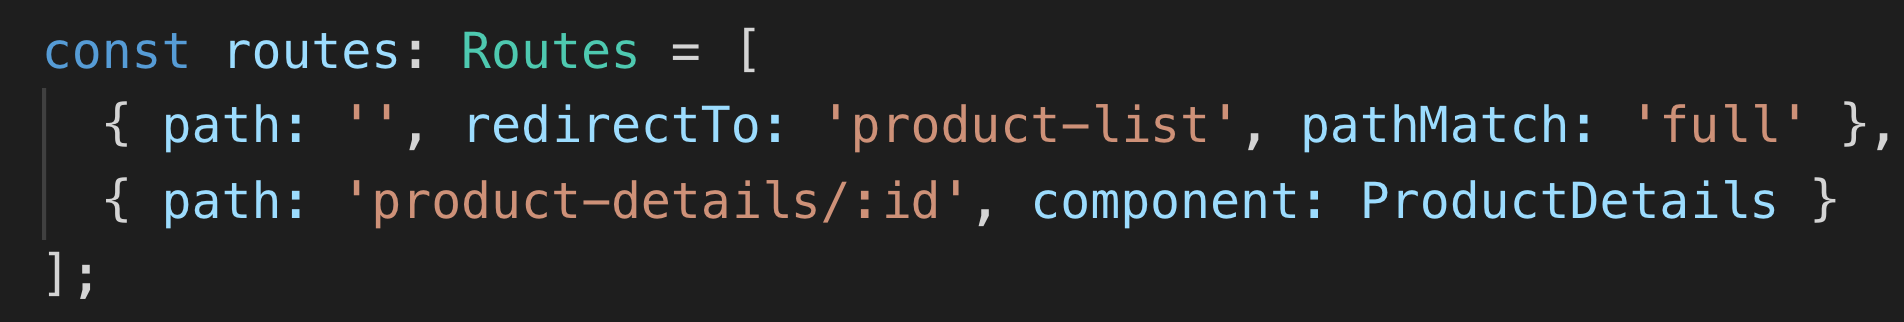 const routes: Routes = [
  { path: '', redirectTo: 'product-list', pathMatch: 'full' },
  { path: 'product-details/:id', component: ProductDetails }
];